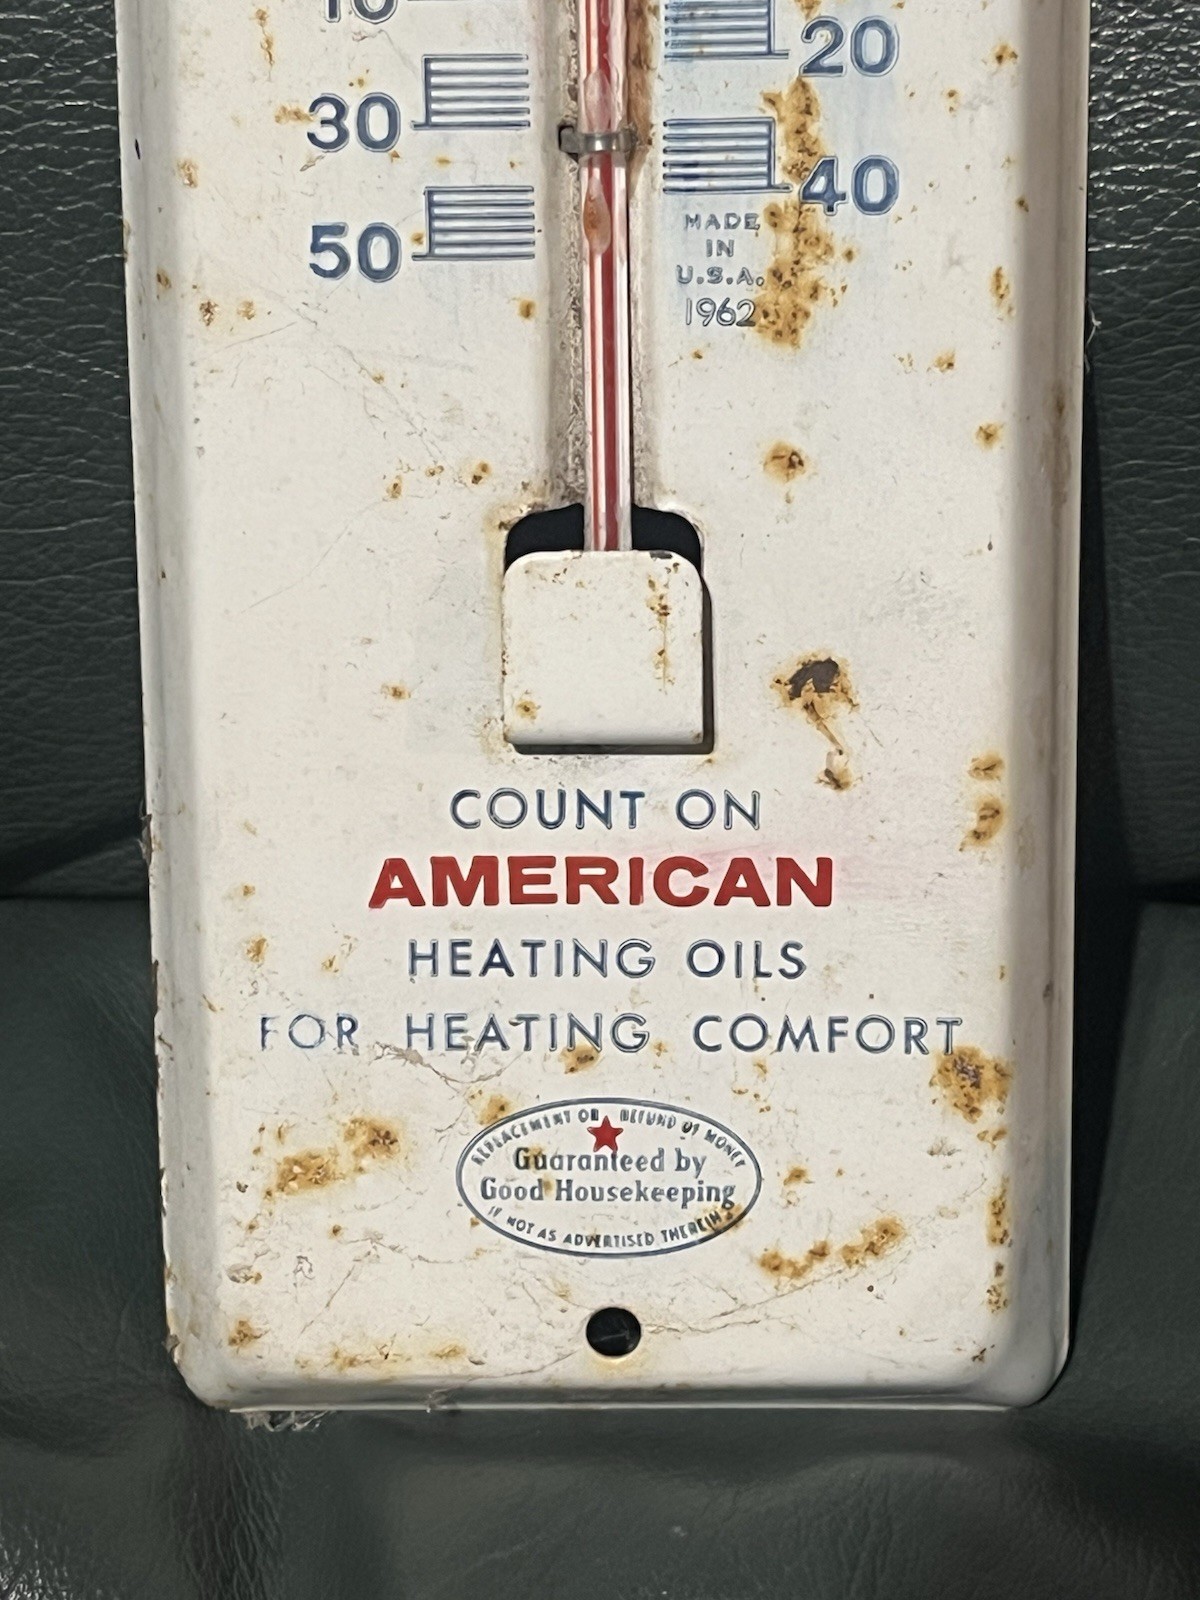 10
20
30
40
50
MADE
IN
U.S.A.
1962
COUNT ON
AMERICAN
HEATING OILS
FOR HEATING COMFORT
REPLACEMENT OR REFUND OF MONEY
Guaranteed by
Good Housekeeping
IF NOT AS ADVERTISED THEREIN